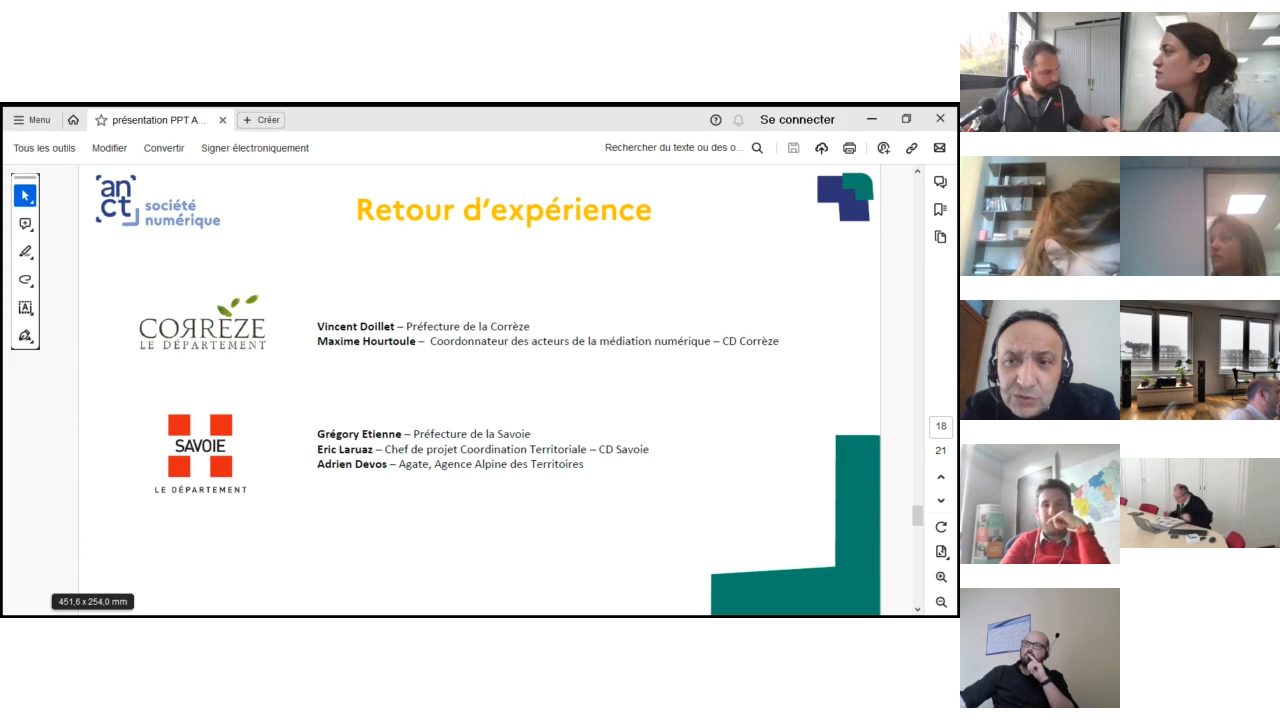 Menu
présentation PPT A...
Créer
Se connecter
Tous les outils
Modifier
Convertir
Signer électroniquement
Rechercher du texte ou des o...
an
ct
société
numérique
Retour d'expérience
CORRÈZE
LE DÉPARTEMENT
Vincent Doillet – Préfecture de la Corrèze
Maxime Hourtoule – Coordonnateur des acteurs de la médiation numérique – CD Corrèze
SAVOIE
LE DÉPARTEMENT
Grégory Etienne – Préfecture de la Savoie
Eric Laruaz – Chef de projet Coordination Territoriale – CD Savoie
Adrien Devos – Agate, Agence Alpine des Territoires
18
21
451,6 x 254,0 mm